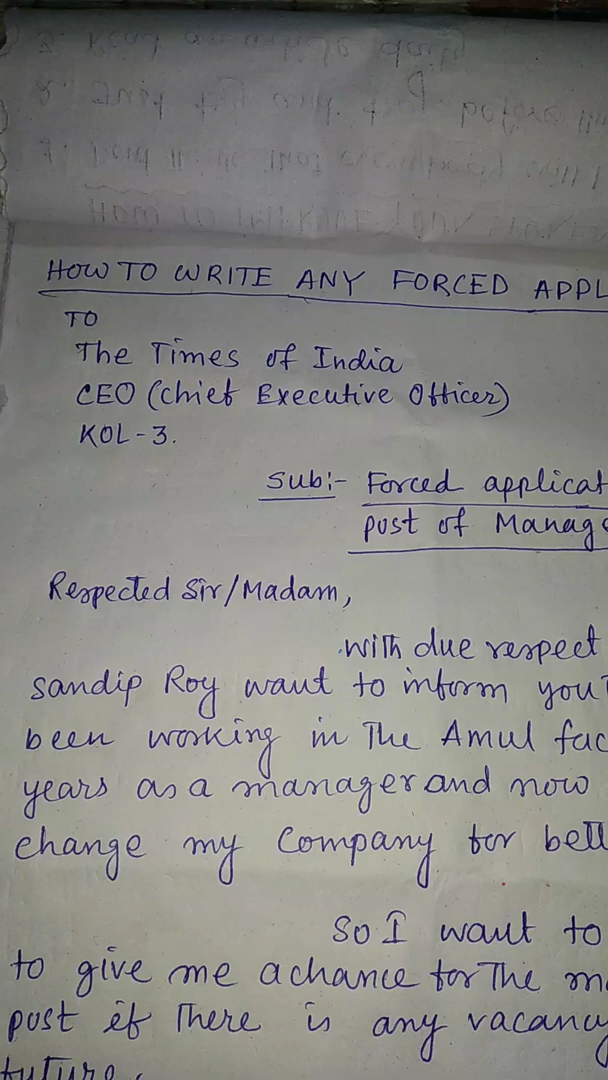 HOW TO WRITE ANY FORCED APPL
TO
The Times of India
CEO (Chief Executive Officer)
KOL-3.
Sub:- Forced applicat
post of Manage
Respected Sir/Madam,
with due respect
Sandip Roy want to inform you
been working in The Amul fac
years as a manager and now
change my Company for bett
So I want to
to give me a chance for The m
post if There is any vacancy
future.